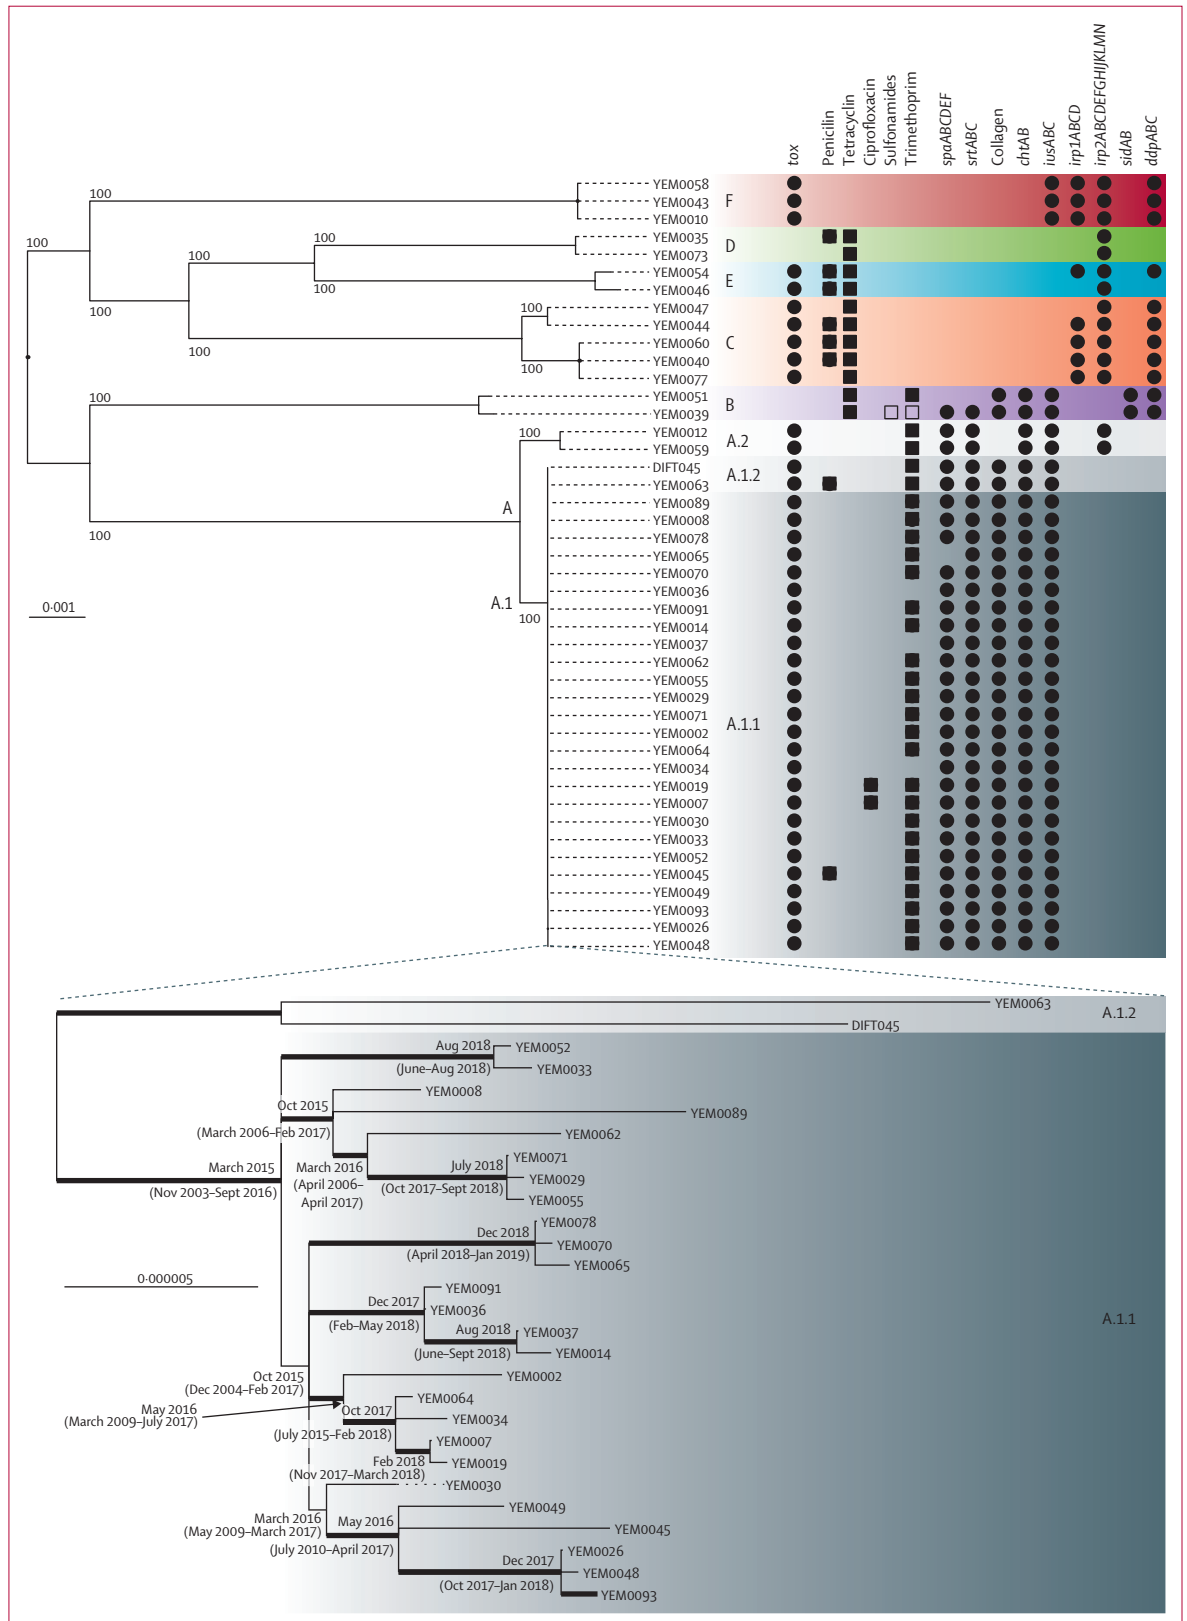 tox
Penicilin
Tetracyclin
Ciprofloxacin
Sulfonamides
Trimethoprim
spaABCDEF
srtABC
Collagen
chtAB
iusABC
irp1ABCD
irp2ABCDEFGHIJKLMN
sidAB
ddpABC
100
100
100
100
100
100
100
100
100
100
100
100
100
A
A.1
100
0·001
YEM0058
YEM0043
YEM0010
YEM0035
YEM0073
YEM0054
YEM0046
YEM0047
YEM0044
YEM0060
YEM0040
YEM0077
YEM0051
YEM0039
YEM0012
YEM0059
DIFT045
YEM0063
YEM0089
YEM0008
YEM0078
YEM0065
YEM0070
YEM0036
YEM0091
YEM0014
YEM0037
YEM0062
YEM0055
YEM0029
YEM0071
YEM0002
YEM0064
YEM0034
YEM0019
YEM0007
YEM0030
YEM0033
YEM0052
YEM0045
YEM0049
YEM0093
YEM0026
YEM0048
F
D
E
C
B
A.2
A.1.2
A.1.1
YEM0063
A.1.2
DIFT045
Aug 2018
YEM0052
(June–Aug 2018)
YEM0033
YEM0008
Oct 2015
YEM0089
(March 2006–Feb 2017)
YEM0062
YEM0071
March 2015
March 2016
July 2018
YEM0029
(April 2006–
April 2017)
(Nov 2003–Sept 2016)
(Oct 2017–Sept 2018)
YEM0055
YEM0078
Dec 2018
YEM0070
(April 2018–Jan 2019)
YEM0065
0·000005
YEM0091
Dec 2017
YEM0036
(Feb–May 2018)
A.1.1
Aug 2018
YEM0037
(June–Sept 2018)
YEM0014
Oct 2015
(Dec 2004–Feb 2017)
YEM0002
May 2016
(March 2009–July 2017)
YEM0064
Oct 2017
YEM0034
(July 2015–Feb 2018)
YEM0007
Feb 2018
YEM0019
(Nov 2017–March 2018)
YEM0030
March 2016
(May 2009–March 2017)
YEM0049
May 2016
YEM0045
(July 2010–April 2017)
YEM0026
Dec 2017
YEM0048
(Oct 2017–Jan 2018)
YEM0093